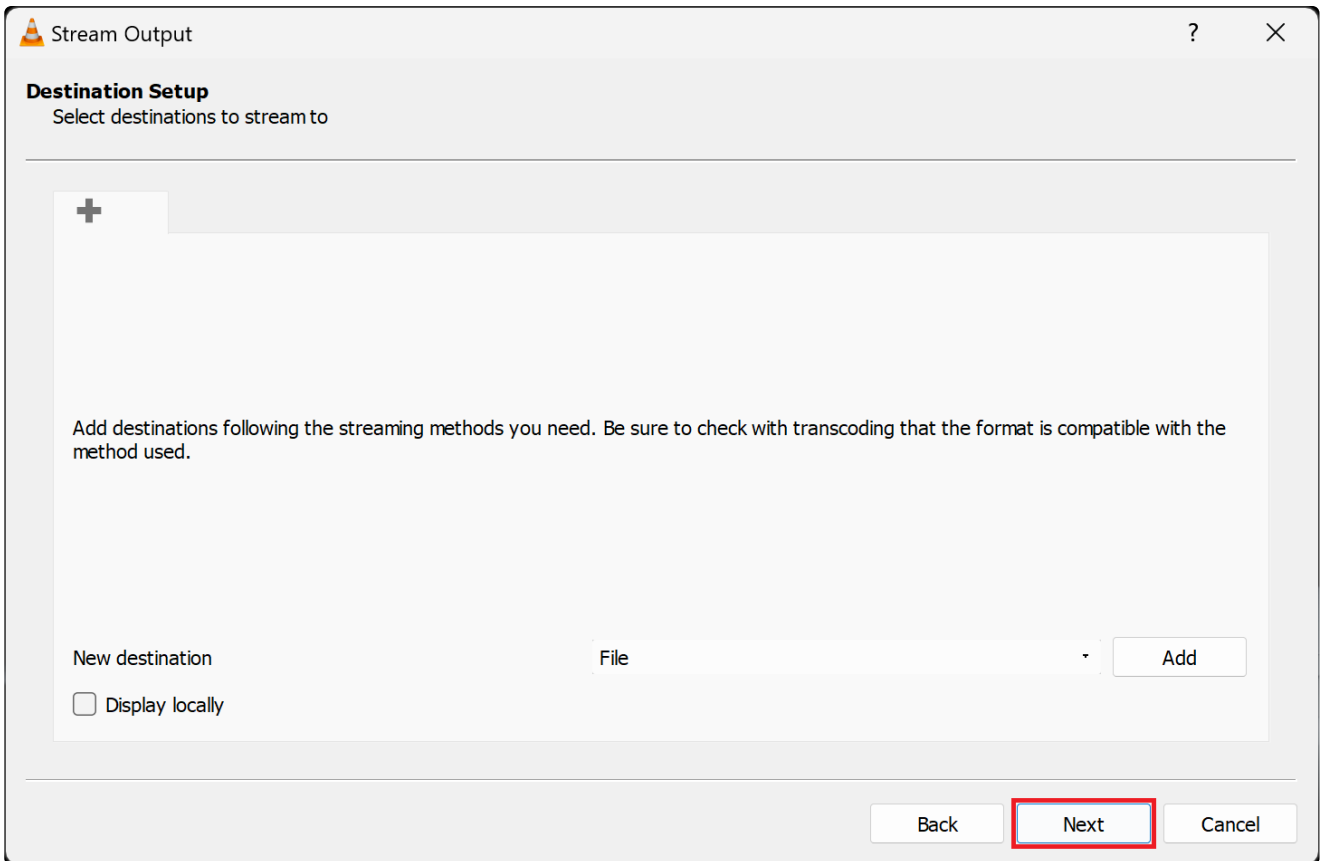 Stream Output
?
Destination Setup
Select destinations to stream to
Add destinations following the streaming methods you need. Be sure to check with transcoding that the format is compatible with the
method used.
New destination
File
Add
Display locally
Back
Next
Cancel